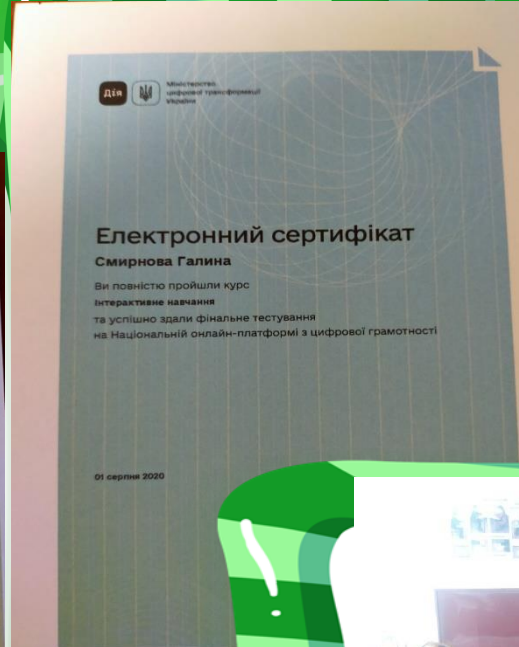 Дія
Міністерство
цифрової трансформації
України
Електронний сертифікат
Смирнова Галина
Ви повністю пройшли курс
Інтерактивне навчання
та успішно здали фінальне тестування
на Національній онлайн-платформі з цифрової грамотності
01 серпня 2020
!